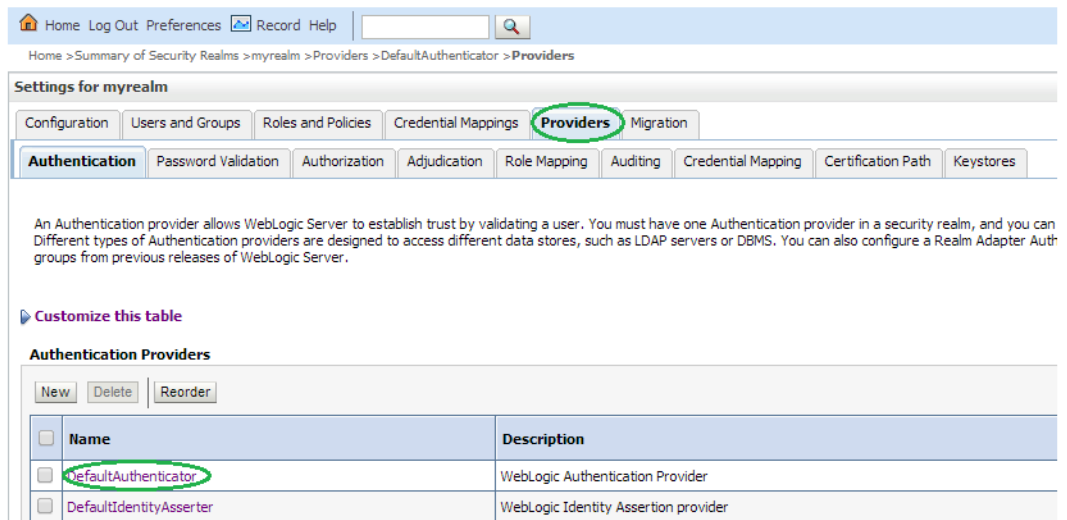 Home Log Out Preferences Record Help
Home >Summary of Security Realms >myrealm >Providers >DefaultAuthenticator >Providers
Settings for myrealm
Configuration Users and Groups Roles and Policies Credential Mappings Providers Migration
Authentication Password Validation Authorization Adjudication Role Mapping Auditing Credential Mapping Certification Path Keystores
An Authentication provider allows WebLogic Server to establish trust by validating a user. You must have one Authentication provider in a security realm, and you can
Different types of Authentication providers are designed to access different data stores, such as LDAP servers or DBMS. You can also configure a Realm Adapter Auth
groups from previous releases of WebLogic Server.
Customize this table
Authentication Providers
New Delete Reorder
Name Description
DefaultAuthenticator WebLogic Authentication Provider
DefaultIdentityAsserter WebLogic Identity Assertion provider